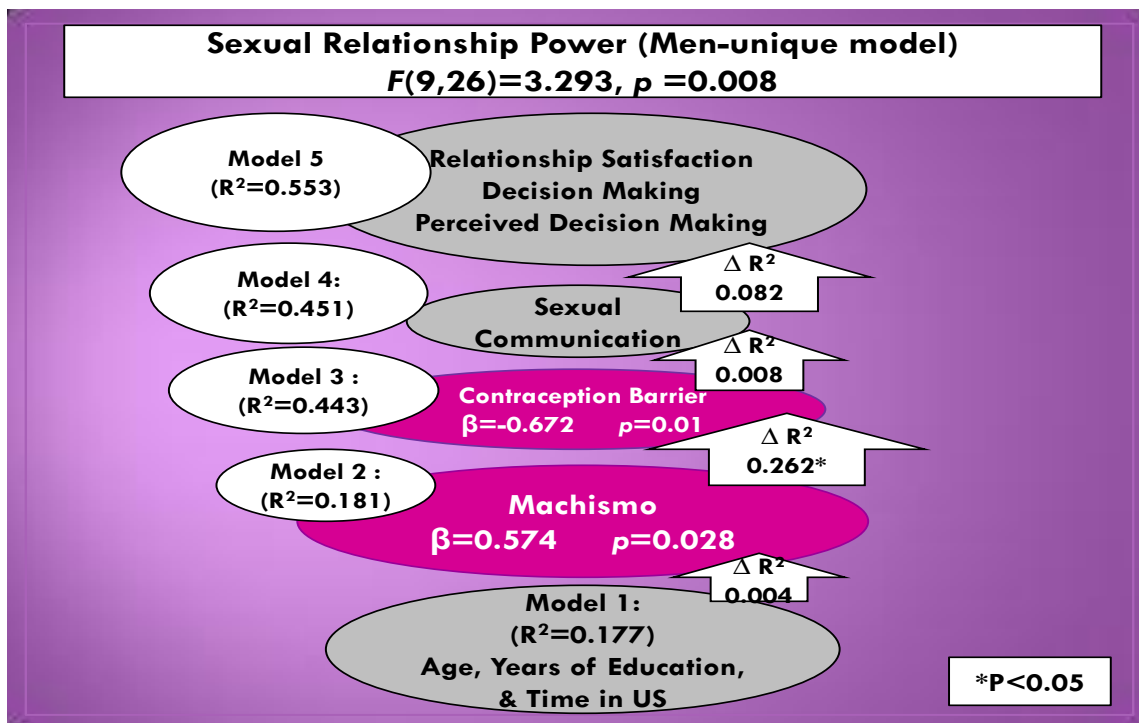 Sexual Relationship Power (Men-unique model)
F(9,26)=3.293, p =0.008
Model 5
(R²=0.553)
Relationship Satisfaction
Decision Making
Perceived Decision Making
Δ R²
0.082
Model 4:
(R²=0.451)
Sexual
Communication
Δ R²
0.008
Model 3 :
(R²=0.443)
Contraception Barrier
β=-0.672 p=0.01
Δ R²
0.262*
Model 2 :
(R²=0.181)
Machismo
β=0.574 p=0.028
Δ R²
0.004
Model 1:
(R²=0.177)
Age, Years of Education,
& Time in US
*P<0.05